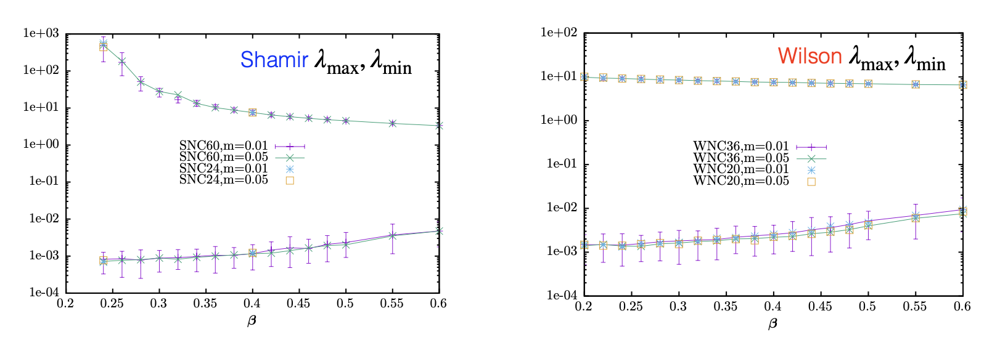 1e+03
Shamir λmax, λmin
1e+02
1e+01
1e+00
SNC60,m=0.01
SNC60,m=0.05
SNC24,m=0.01
SNC24,m=0.05
1e-01
1e-02
1e-03
1e-04
0.2 0.25 0.3 0.35 0.4 0.45 0.5 0.55 0.6
β
1e+02
Wilson λmax, λmin
1e+01
1e+00
WNC36,m=0.01
WNC36,m=0.05
WNC20,m=0.01
WNC20,m=0.05
1e-01
1e-02
1e-03
1e-04
0.2 0.25 0.3 0.35 0.4 0.45 0.5 0.55 0.6
β